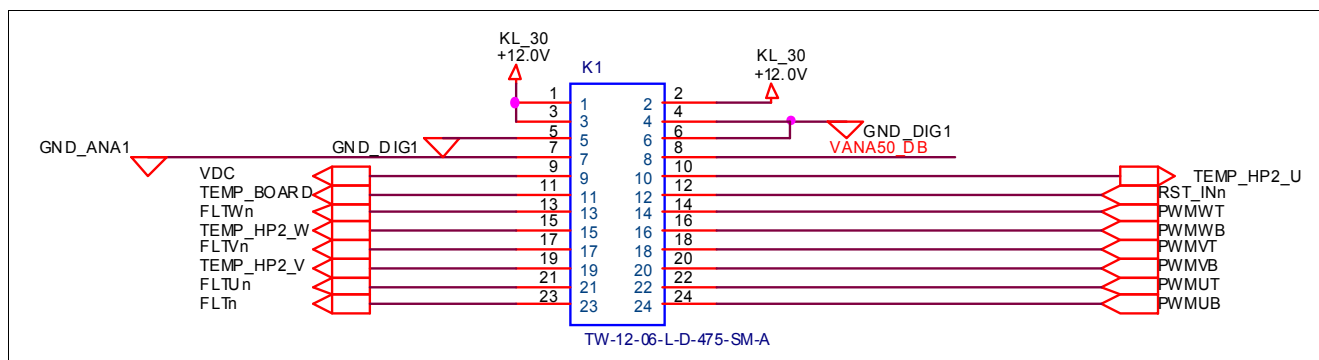 KL_30
+12.0V
KL_30
+12.0V
K1
1 1 2 2
3 3 4 4
5 5 6 6
GND_DIG1 GND_DIG1
GND_ANA1 7 7 8 8 VANA50_DB
VDC 9 9 10 10 TEMP_HP2_U
TEMP_BOARD 11 11 12 12 RST_INn
FLTWn 13 13 14 14 PWMWT
TEMP_HP2_W 15 15 16 16 PWMWB
FLTVn 17 17 18 18 PWMVT
TEMP_HP2_V 19 19 20 20 PWMVB
FLTUn 21 21 22 22 PWMUT
FLTn 23 23 24 24 PWMUB
TW-12-06-L-D-475-SM-A